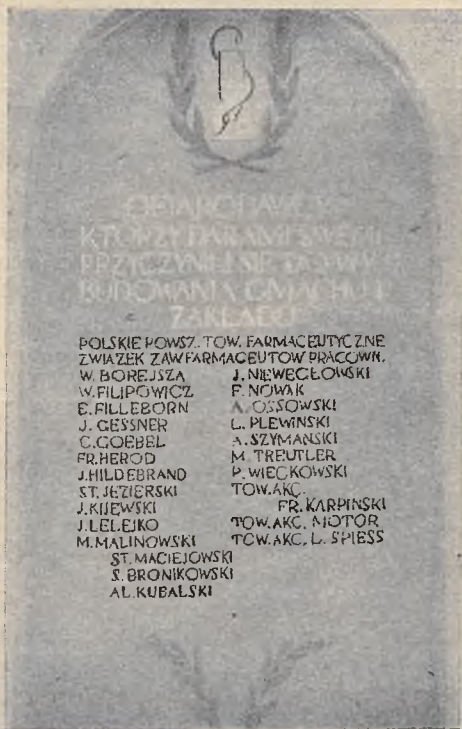 OFIARODAWCY
KTÓRZY DARAMI SWEMI
PRZYCZYNILI SIĘ DO WY
BUDOWANIA GMACHU I
ZAKŁADU
POLSKIE POWSZ. TOW. FARMACEUTYCZNE
ZWIĄZEK ZAW FARMACEUTÓW PRACOWN.
W. BOREJSZA
W. FILIPOWICZ
E. FILLEBORN
J. GESSNER
C. GOEBEL
FR. HEROD
J. HILDEBRAND
ST. JEZIERSKI
J. KIJEWSKI
J. LELEJKO
M. MALINOWSKI
ST. MACIEJOWSKI
S. BRONIKOWSKI
AL. KUBALSKI
J. NIEWĘGŁOWSKI
F. NOWAK
A. OSSOWSKI
L. PLEWIŃSKI
A. SZYMAŃSKI
M. TREUTLER
P. WIĘCKOWSKI
TOW. AKC.
FR. KARPIŃSKI
TOW. AKC. MOTOR
TOW. AKC. L. SPIESS